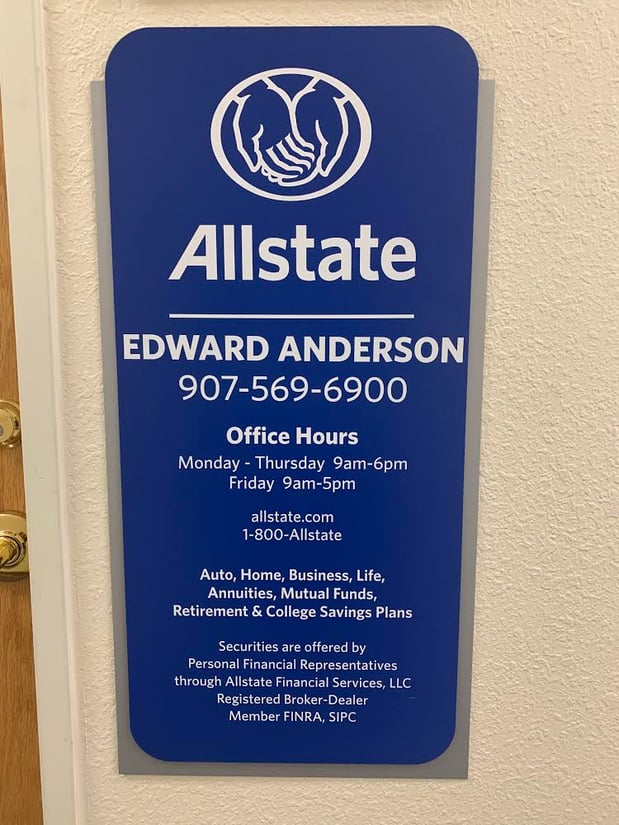 Allstate
EDWARD ANDERSON
907-569-6900
Office Hours
Monday - Thursday 9am-6pm
Friday 9am-5pm
allstate.com
1-800-Allstate
Auto, Home, Business, Life,
Annuities, Mutual Funds,
Retirement & College Savings Plans
Securities are offered by
Personal Financial Representatives
through Allstate Financial Services, LLC
Registered Broker-Dealer
Member FINRA, SIPC